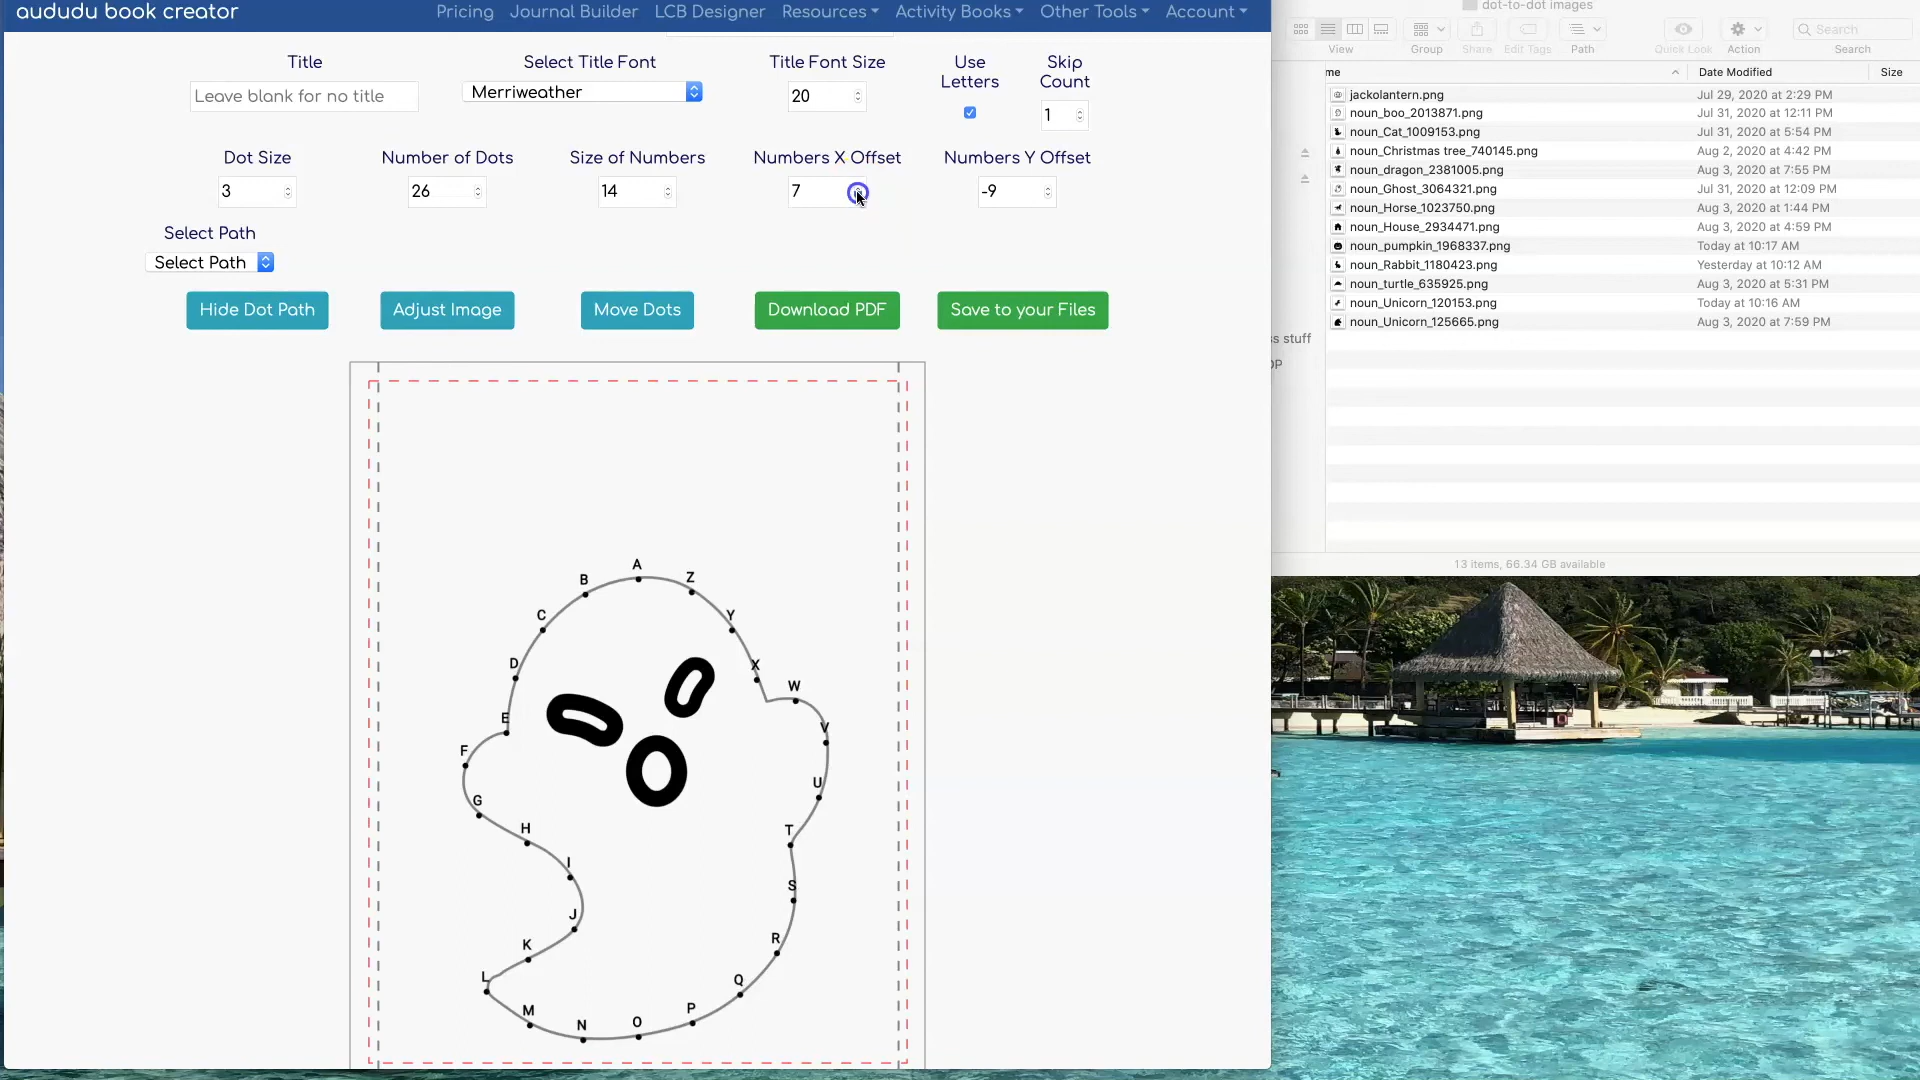 aududu book creator
Pricing Journal Builder LCB Designer Resources Activity Books Other Tools Account
Title
Select Title Font
Title Font Size
Use Letters
Skip Count
Leave blank for no title
Merriweather
20
1
Dot Size
Number of Dots
Size of Numbers
Numbers X Offset
Numbers Y Offset
3
26
14
7
-9
Select Path
Select Path
Hide Dot Path
Adjust Image
Move Dots
Download PDF
Save to your Files
A
B
Z
C
Y
D
X
W
E
V
F
U
G
H
T
I
S
J
K
R
L
Q
M
P
N
O
dot-to-dot images
View Group Share Edit Tags Path Quick Look Action Search
Search
me Date Modified Size
jackolantern.png Jul 29, 2020 at 2:29 PM
noun_boo_2013871.png Jul 31, 2020 at 12:11 PM
noun_Cat_1009153.png Jul 31, 2020 at 5:54 PM
noun_Christmas tree_740145.png Aug 2, 2020 at 4:42 PM
noun_dragon_2381005.png Aug 3, 2020 at 7:55 PM
noun_Ghost_3064321.png Jul 31, 2020 at 12:09 PM
noun_Horse_1023750.png Aug 3, 2020 at 1:44 PM
noun_House_2934471.png Aug 3, 2020 at 4:59 PM
noun_pumpkin_1968337.png Today at 10:17 AM
noun_Rabbit_1180423.png Yesterday at 10:12 AM
noun_turtle_635925.png Aug 3, 2020 at 5:31 PM
noun_Unicorn_120153.png Today at 10:16 AM
noun_Unicorn_125665.png Aug 3, 2020 at 7:59 PM
ss stuff
OP
13 items, 66.34 GB available